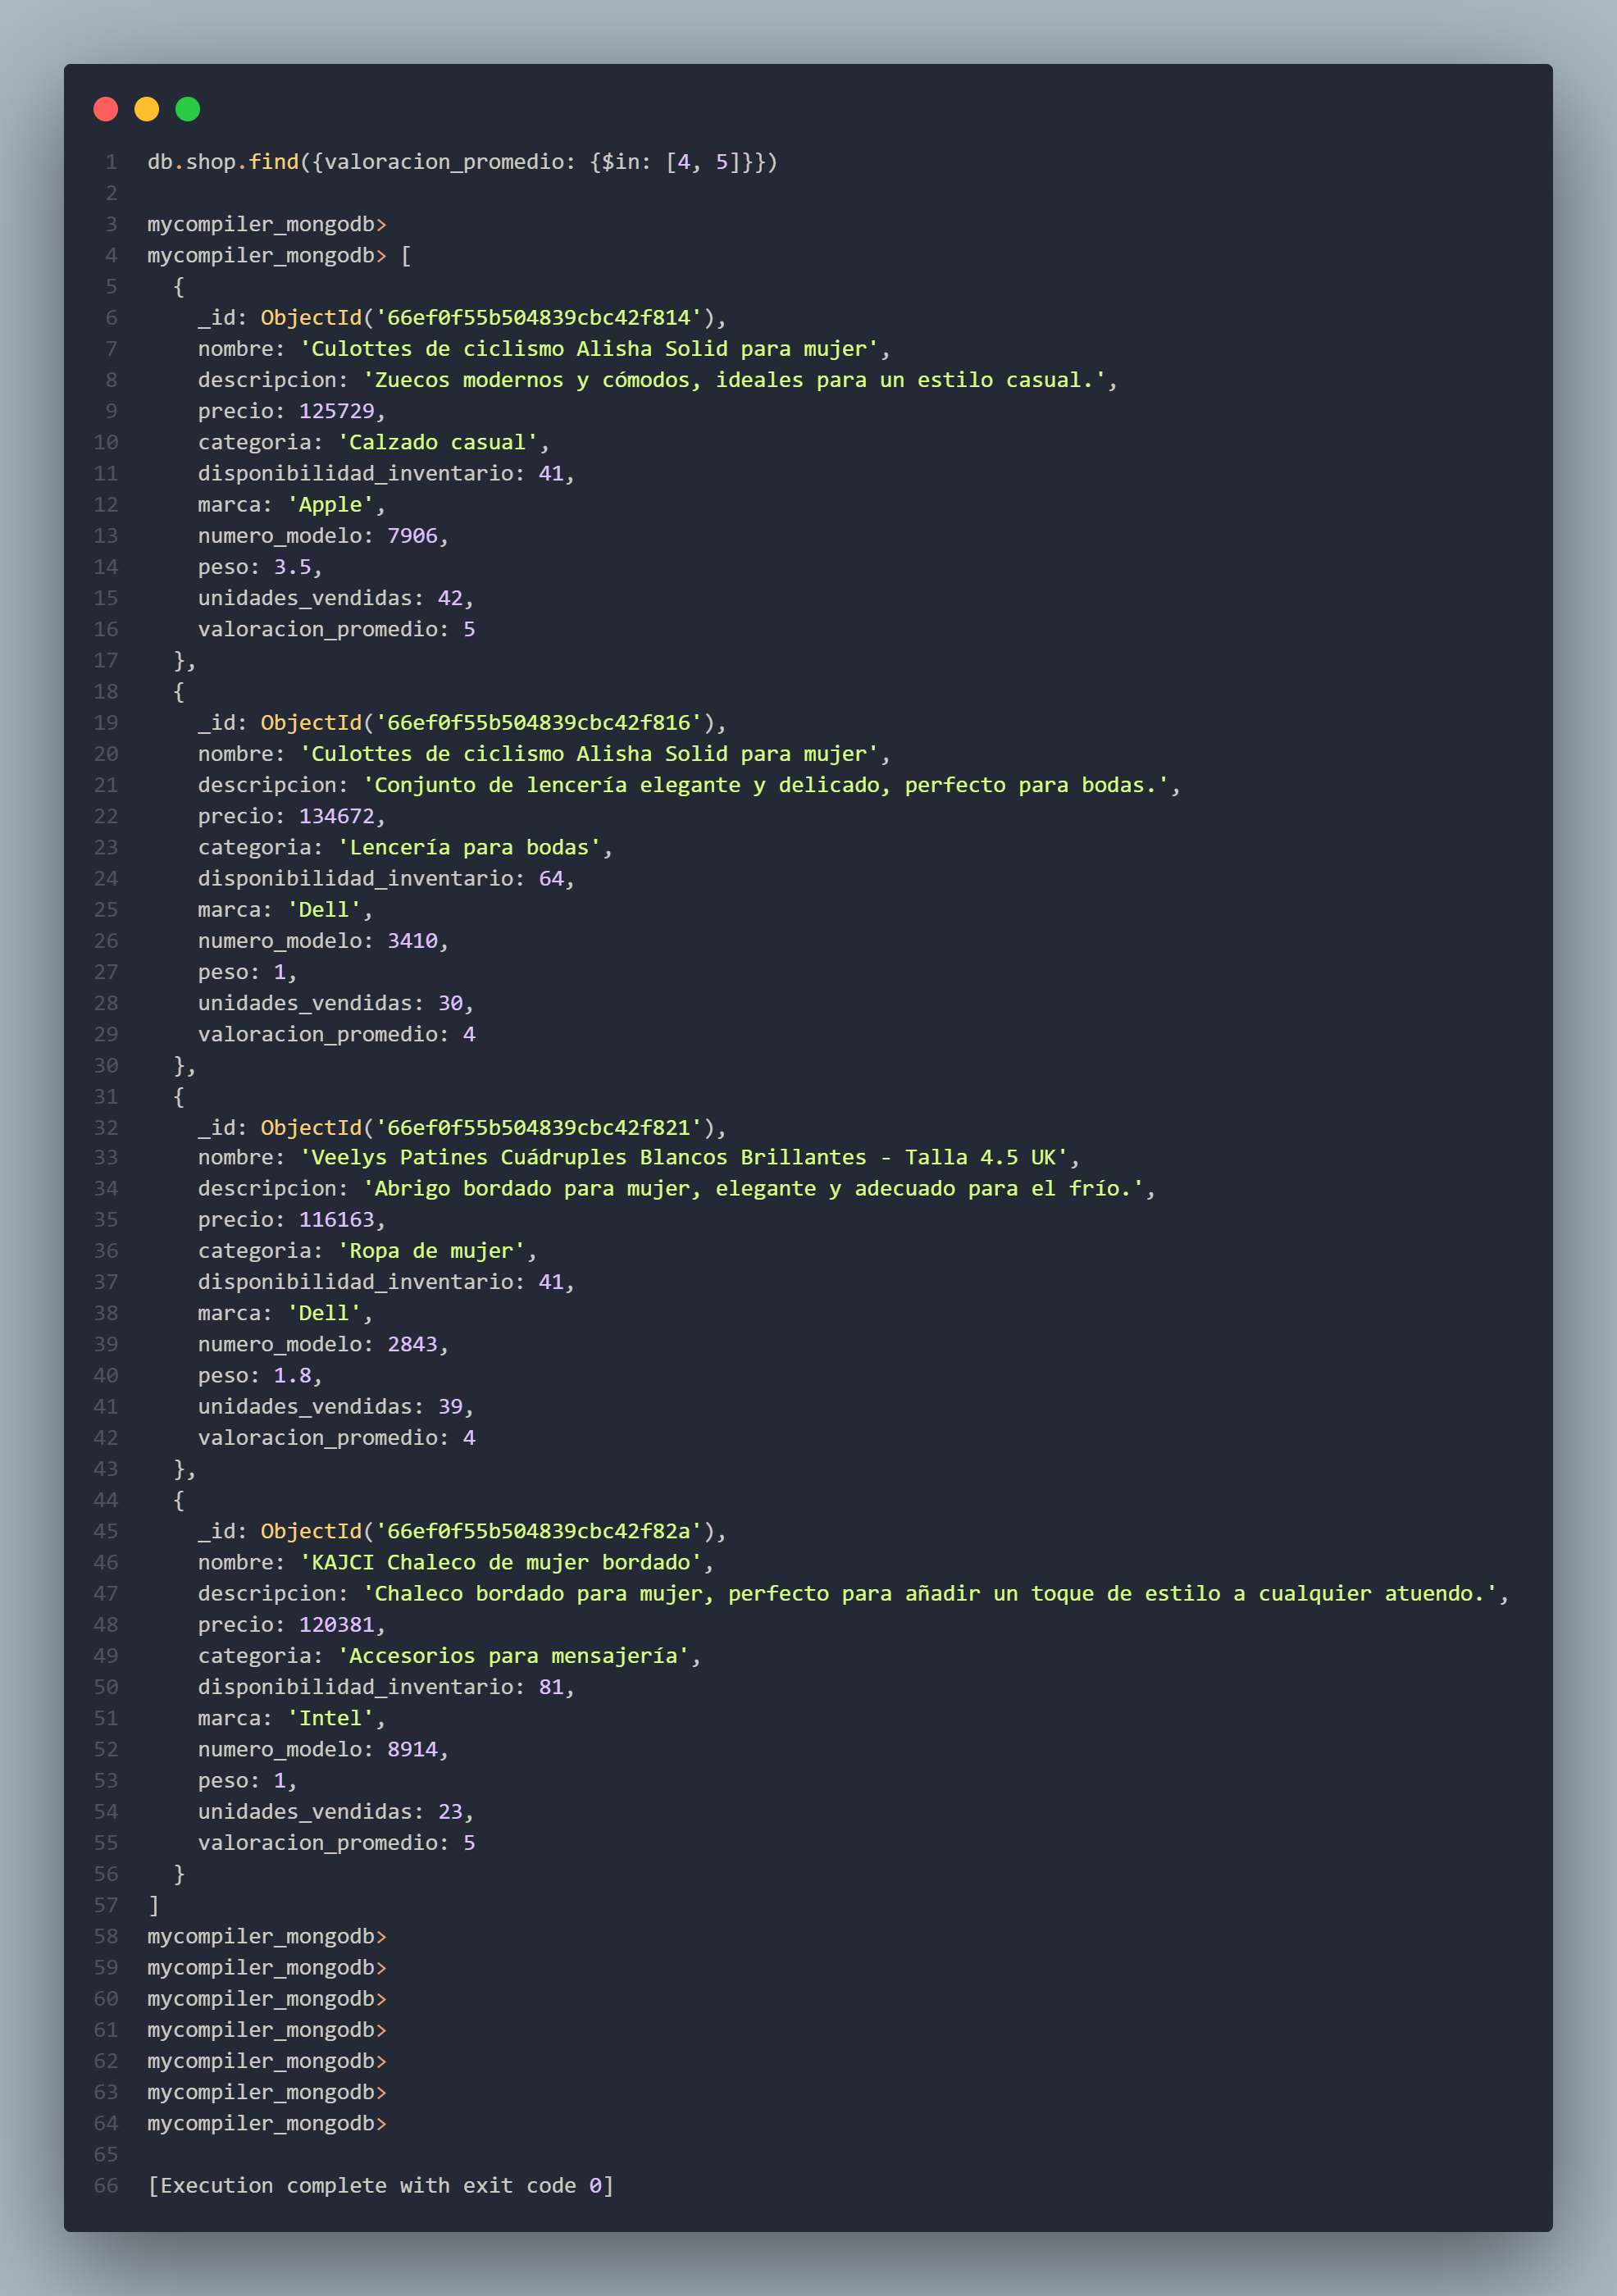 1 db.shop.find({valoracion_promedio: {$in: [4, 5]}})
2
3 mycompiler_mongodb>
4 mycompiler_mongodb> [
5   {
6     _id: ObjectId('66ef0f55b504839cbc42f814'),
7     nombre: 'Culottes de ciclismo Alisha Solid para mujer',
8     descripcion: 'Zuecos modernos y cómodos, ideales para un estilo casual.',
9     precio: 125729,
10     categoria: 'Calzado casual',
11     disponibilidad_inventario: 41,
12     marca: 'Apple',
13     numero_modelo: 7906,
14     peso: 3.5,
15     unidades_vendidas: 42,
16     valoracion_promedio: 5
17   },
18   {
19     _id: ObjectId('66ef0f55b504839cbc42f816'),
20     nombre: 'Culottes de ciclismo Alisha Solid para mujer',
21     descripcion: 'Conjunto de lencería elegante y delicado, perfecto para bodas.',
22     precio: 134672,
23     categoria: 'Lencería para bodas',
24     disponibilidad_inventario: 64,
25     marca: 'Dell',
26     numero_modelo: 3410,
27     peso: 1,
28     unidades_vendidas: 30,
29     valoracion_promedio: 4
30   },
31   {
32     _id: ObjectId('66ef0f55b504839cbc42f821'),
33     nombre: 'Veelys Patines Cuádruples Blancos Brillantes - Talla 4.5 UK',
34     descripcion: 'Abrigo bordado para mujer, elegante y adecuado para el frío.',
35     precio: 116163,
36     categoria: 'Ropa de mujer',
37     disponibilidad_inventario: 41,
38     marca: 'Dell',
39     numero_modelo: 2843,
40     peso: 1.8,
41     unidades_vendidas: 39,
42     valoracion_promedio: 4
43   },
44   {
45     _id: ObjectId('66ef0f55b504839cbc42f82a'),
46     nombre: 'KAJCI Chaleco de mujer bordado',
47     descripcion: 'Chaleco bordado para mujer, perfecto para añadir un toque de estilo a cualquier atuendo.',
48     precio: 120381,
49     categoria: 'Accesorios para mensajería',
50     disponibilidad_inventario: 81,
51     marca: 'Intel',
52     numero_modelo: 8914,
53     peso: 1,
54     unidades_vendidas: 23,
55     valoracion_promedio: 5
56   }
57 ]
58 mycompiler_mongodb>
59 mycompiler_mongodb>
60 mycompiler_mongodb>
61 mycompiler_mongodb>
62 mycompiler_mongodb>
63 mycompiler_mongodb>
64 mycompiler_mongodb>
65
66 [Execution complete with exit code 0]